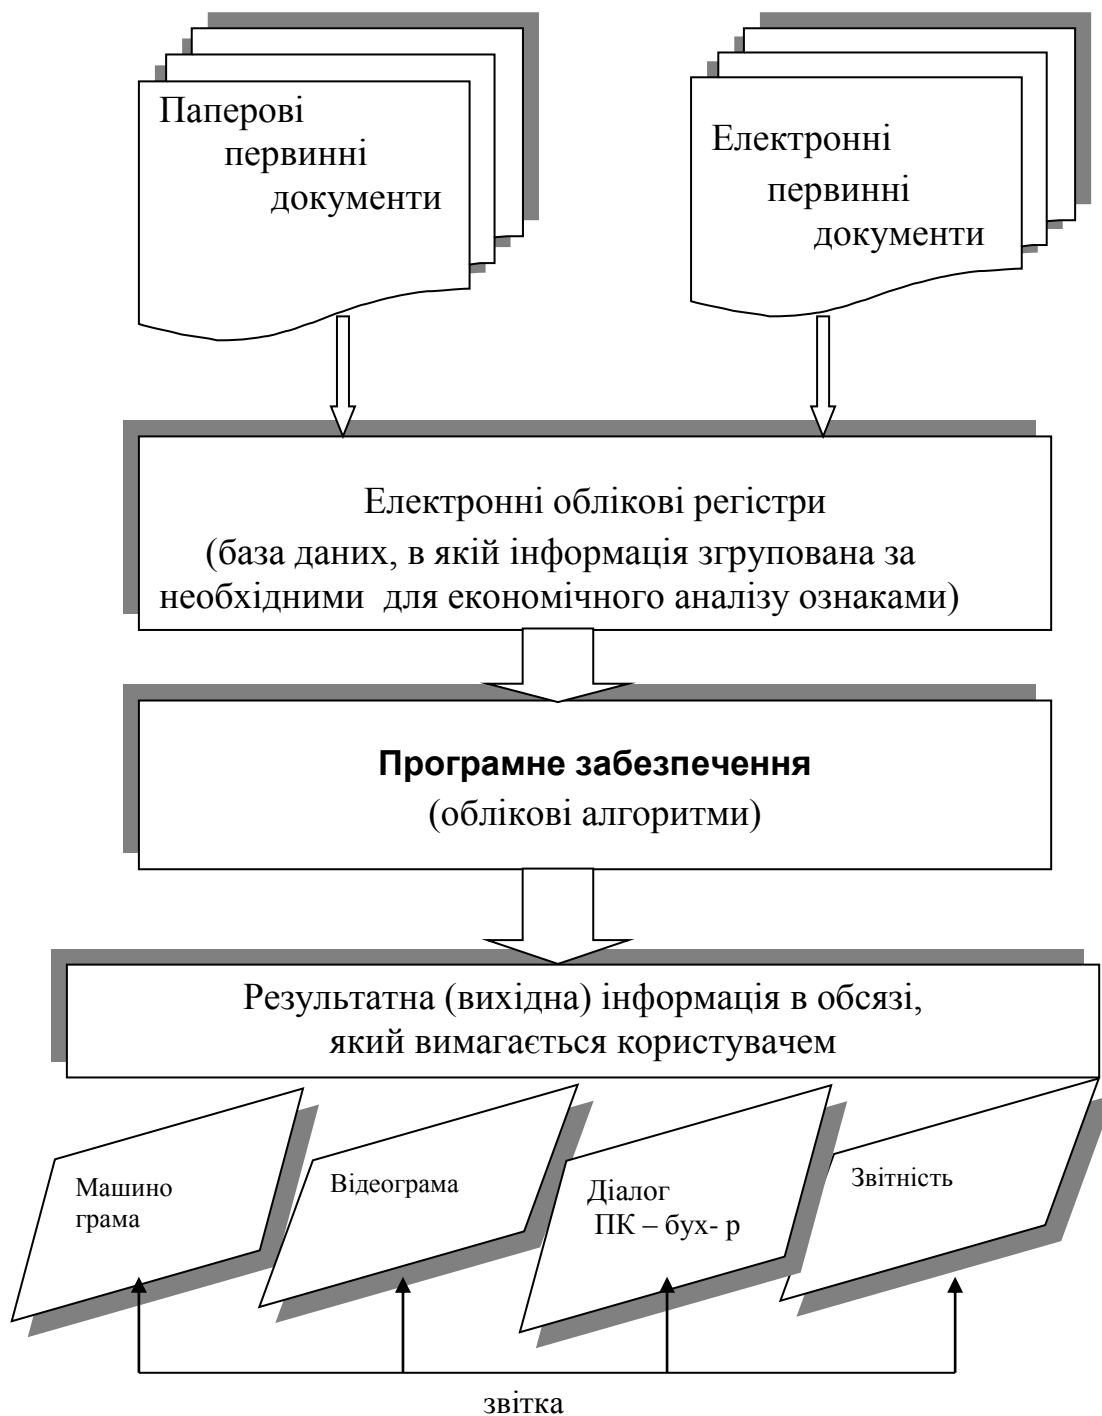 Паперові
первинні
документи
Електронні
первинні
документи
Електронні облікові регістри
(база даних, в якій інформація згрупована за
необхідними для економічного аналізу ознаками)
Програмне забезпечення
(облікові алгоритми)
Результатна (вихідна) інформація в обсязі,
який вимагається користувачем
Машино
грама
Відеограма
Діалог
ПК – бух- р
Звітність
звітка